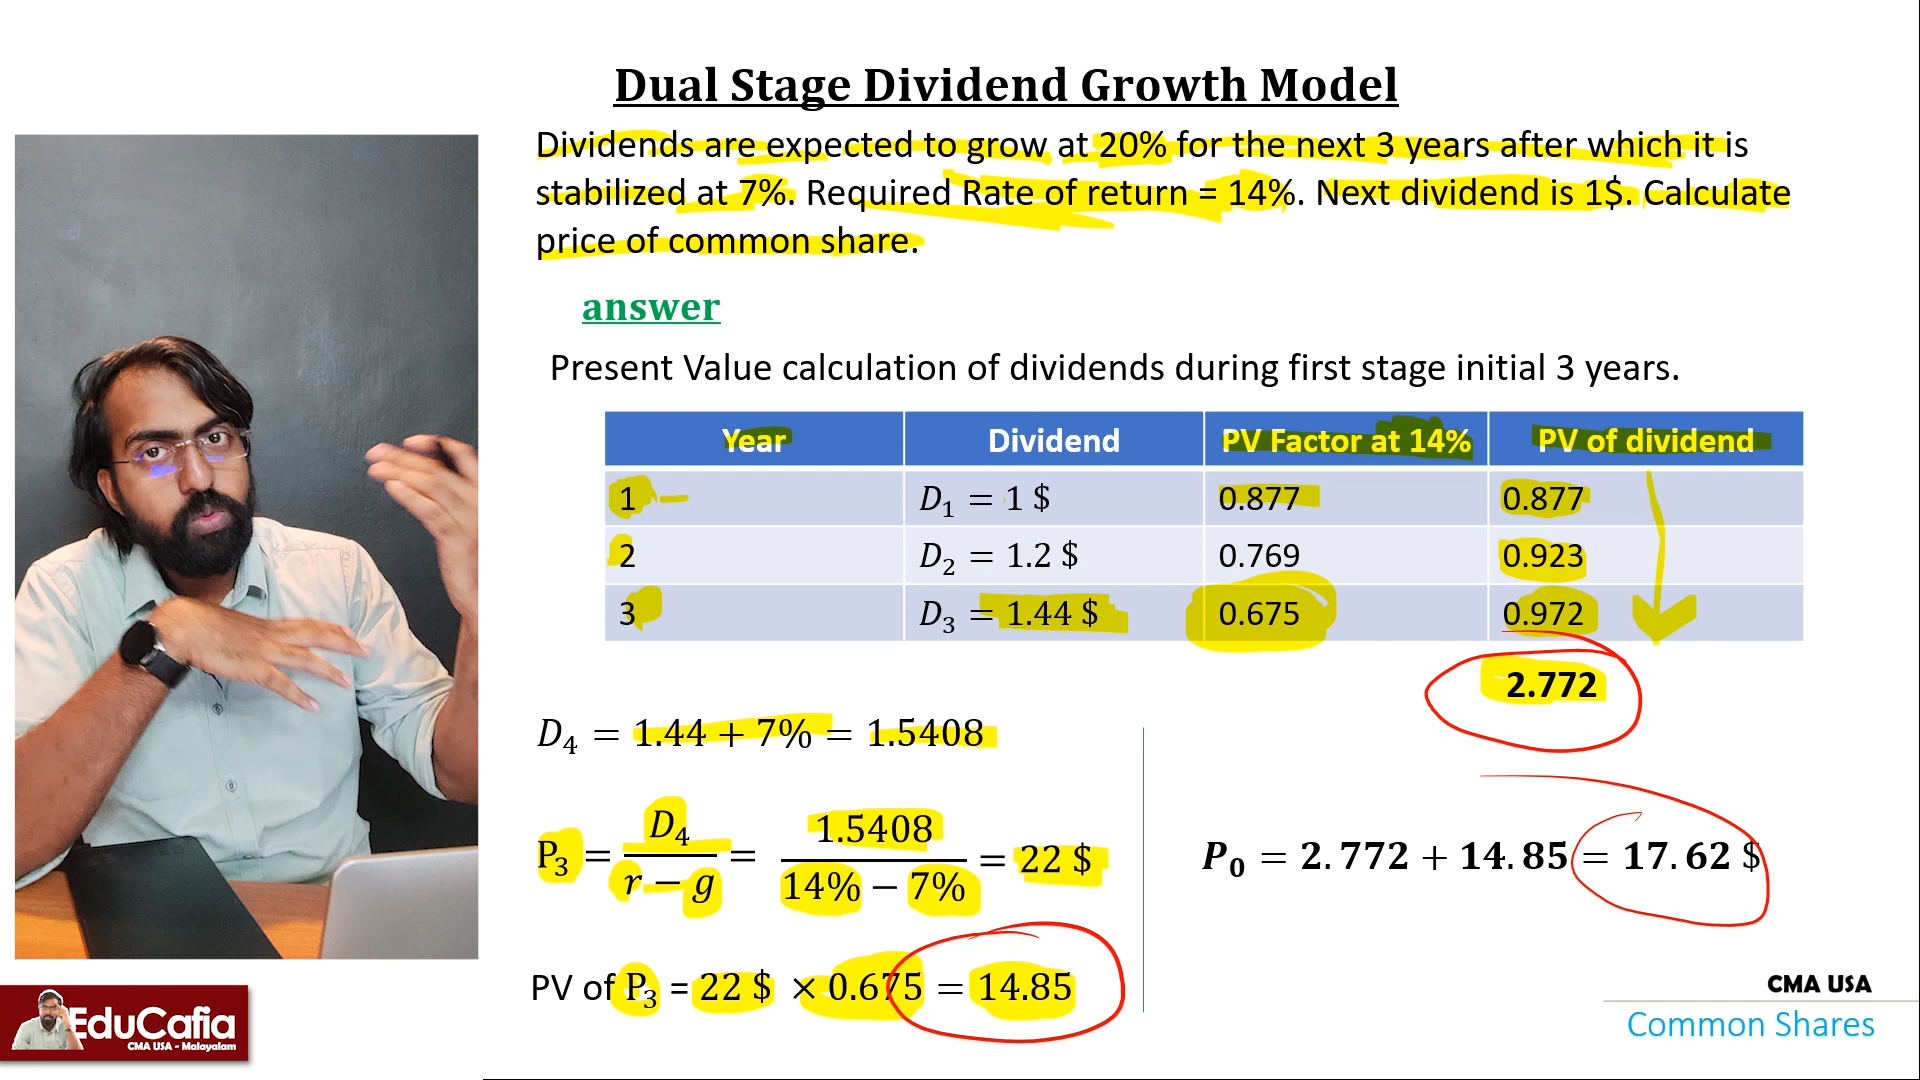 Dual Stage Dividend Growth Model
Dividends are expected to grow at 20% for the next 3 years after which it is
stabilized at 7%. Required Rate of return = 14%. Next dividend is 1$. Calculate
price of common share.
answer
Present Value calculation of dividends during first stage initial 3 years.
Year Dividend PV Factor at 14% PV of dividend
1 D₁ = 1 $ 0.877 0.877
2 D₂ = 1.2 $ 0.769 0.923
3 D₃ = 1.44 $ 0.675 0.972
2.772
D₄ = 1.44 + 7% = 1.5408
P₃ = D₄ / r − g = 1.5408 / 14% − 7% = 22 $
PV of P₃ = 22 $ × 0.675 = 14.85
P₀ = 2.772 + 14.85 = 17.62 $
EduCafia
CMA USA - Malayalam
CMA USA
Common Shares